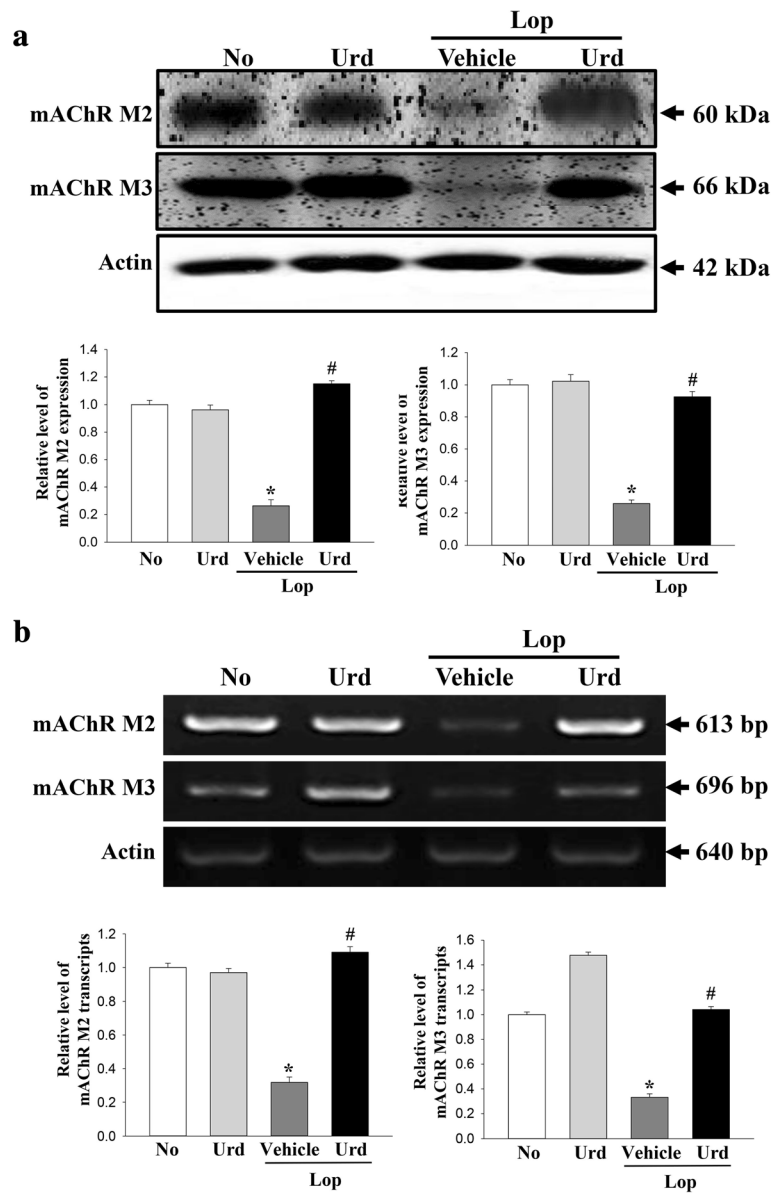 a
Lop
No Urd Vehicle Urd
mAChR M2 60 kDa
mAChR M3 66 kDa
Actin 42 kDa
Relative level of
mAChR M2 expression
1.4
1.2
1.0
0.8
0.6
0.4
0.2
0.0
*
#
No Urd Vehicle Urd
Lop
Relative level of
mAChR M3 expression
1.2
1.0
0.8
0.6
0.4
0.2
0.0
*
#
No Urd Vehicle Urd
Lop
b
Lop
No Urd Vehicle Urd
mAChR M2 613 bp
mAChR M3 696 bp
Actin 640 bp
Relative level of
mAChR M2 transcripts
1.2
1.0
0.8
0.6
0.4
0.2
0.0
*
#
No Urd Vehicle Urd
Lop
Relative level of
mAChR M3 transcripts
1.6
1.4
1.2
1.0
0.8
0.6
0.4
0.2
0.0
*
#
No Urd Vehicle Urd
Lop